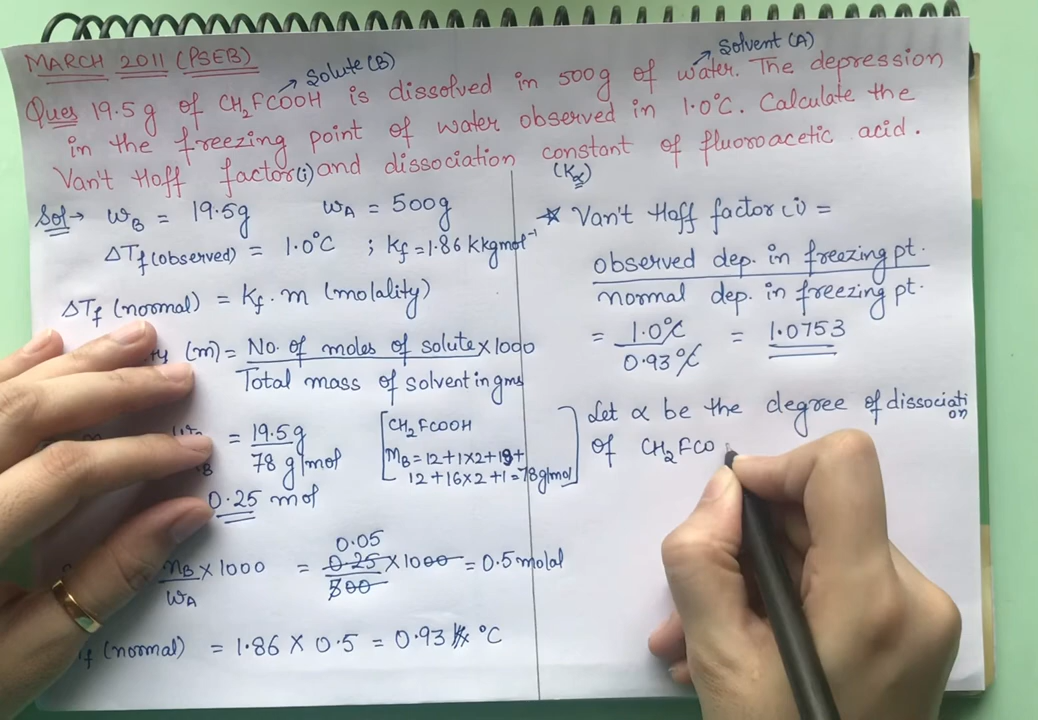 MARCH 2011 (PSEB)
Solute (B)
Solvent (A)
Ques 19.5 g of CH₂FCOOH is dissolved in 500g of water. The depression
in the freezing point of water observed in 1.0°C. Calculate the
Van't Hoff factor(i) and dissociation constant of fluoroacetic acid.
(Kα)
Sol → wB = 19.5g wA = 500g
ΔTf (observed) = 1.0°C ; Kf = 1.86 K kg mol⁻¹
ΔTf (normal) = Kf . m (molality)
(m) = No. of moles of solute × 1000
Total mass of solvent in gms
= 19.5g
78 g/mol
0.25 mol
[CH₂FCOOH
MB = 12+1×2+19+
12+16×2+1 = 78g/mol]
nB × 1000 = 0.25 × 1000 = 0.5 molal
wA
0.05
500
(normal) = 1.86 × 0.5 = 0.93 °C
* Van't Hoff factor (i) =
observed dep. in freezing pt.
normal dep. in freezing pt.
= 1.0°C = 1.0753
0.93°C
Let α be the degree of dissociation
of CH₂FCO